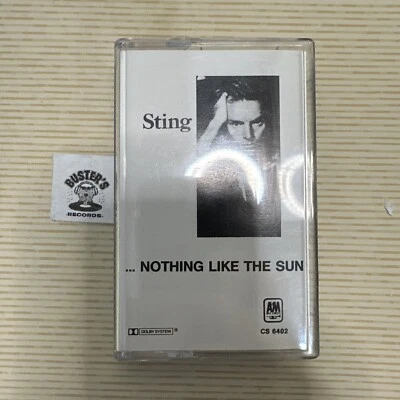 Sting
BUSTER'S
RECORDS
... NOTHING LIKE THE SUN
A&M
DOLBY SYSTEM ®
CS 6402